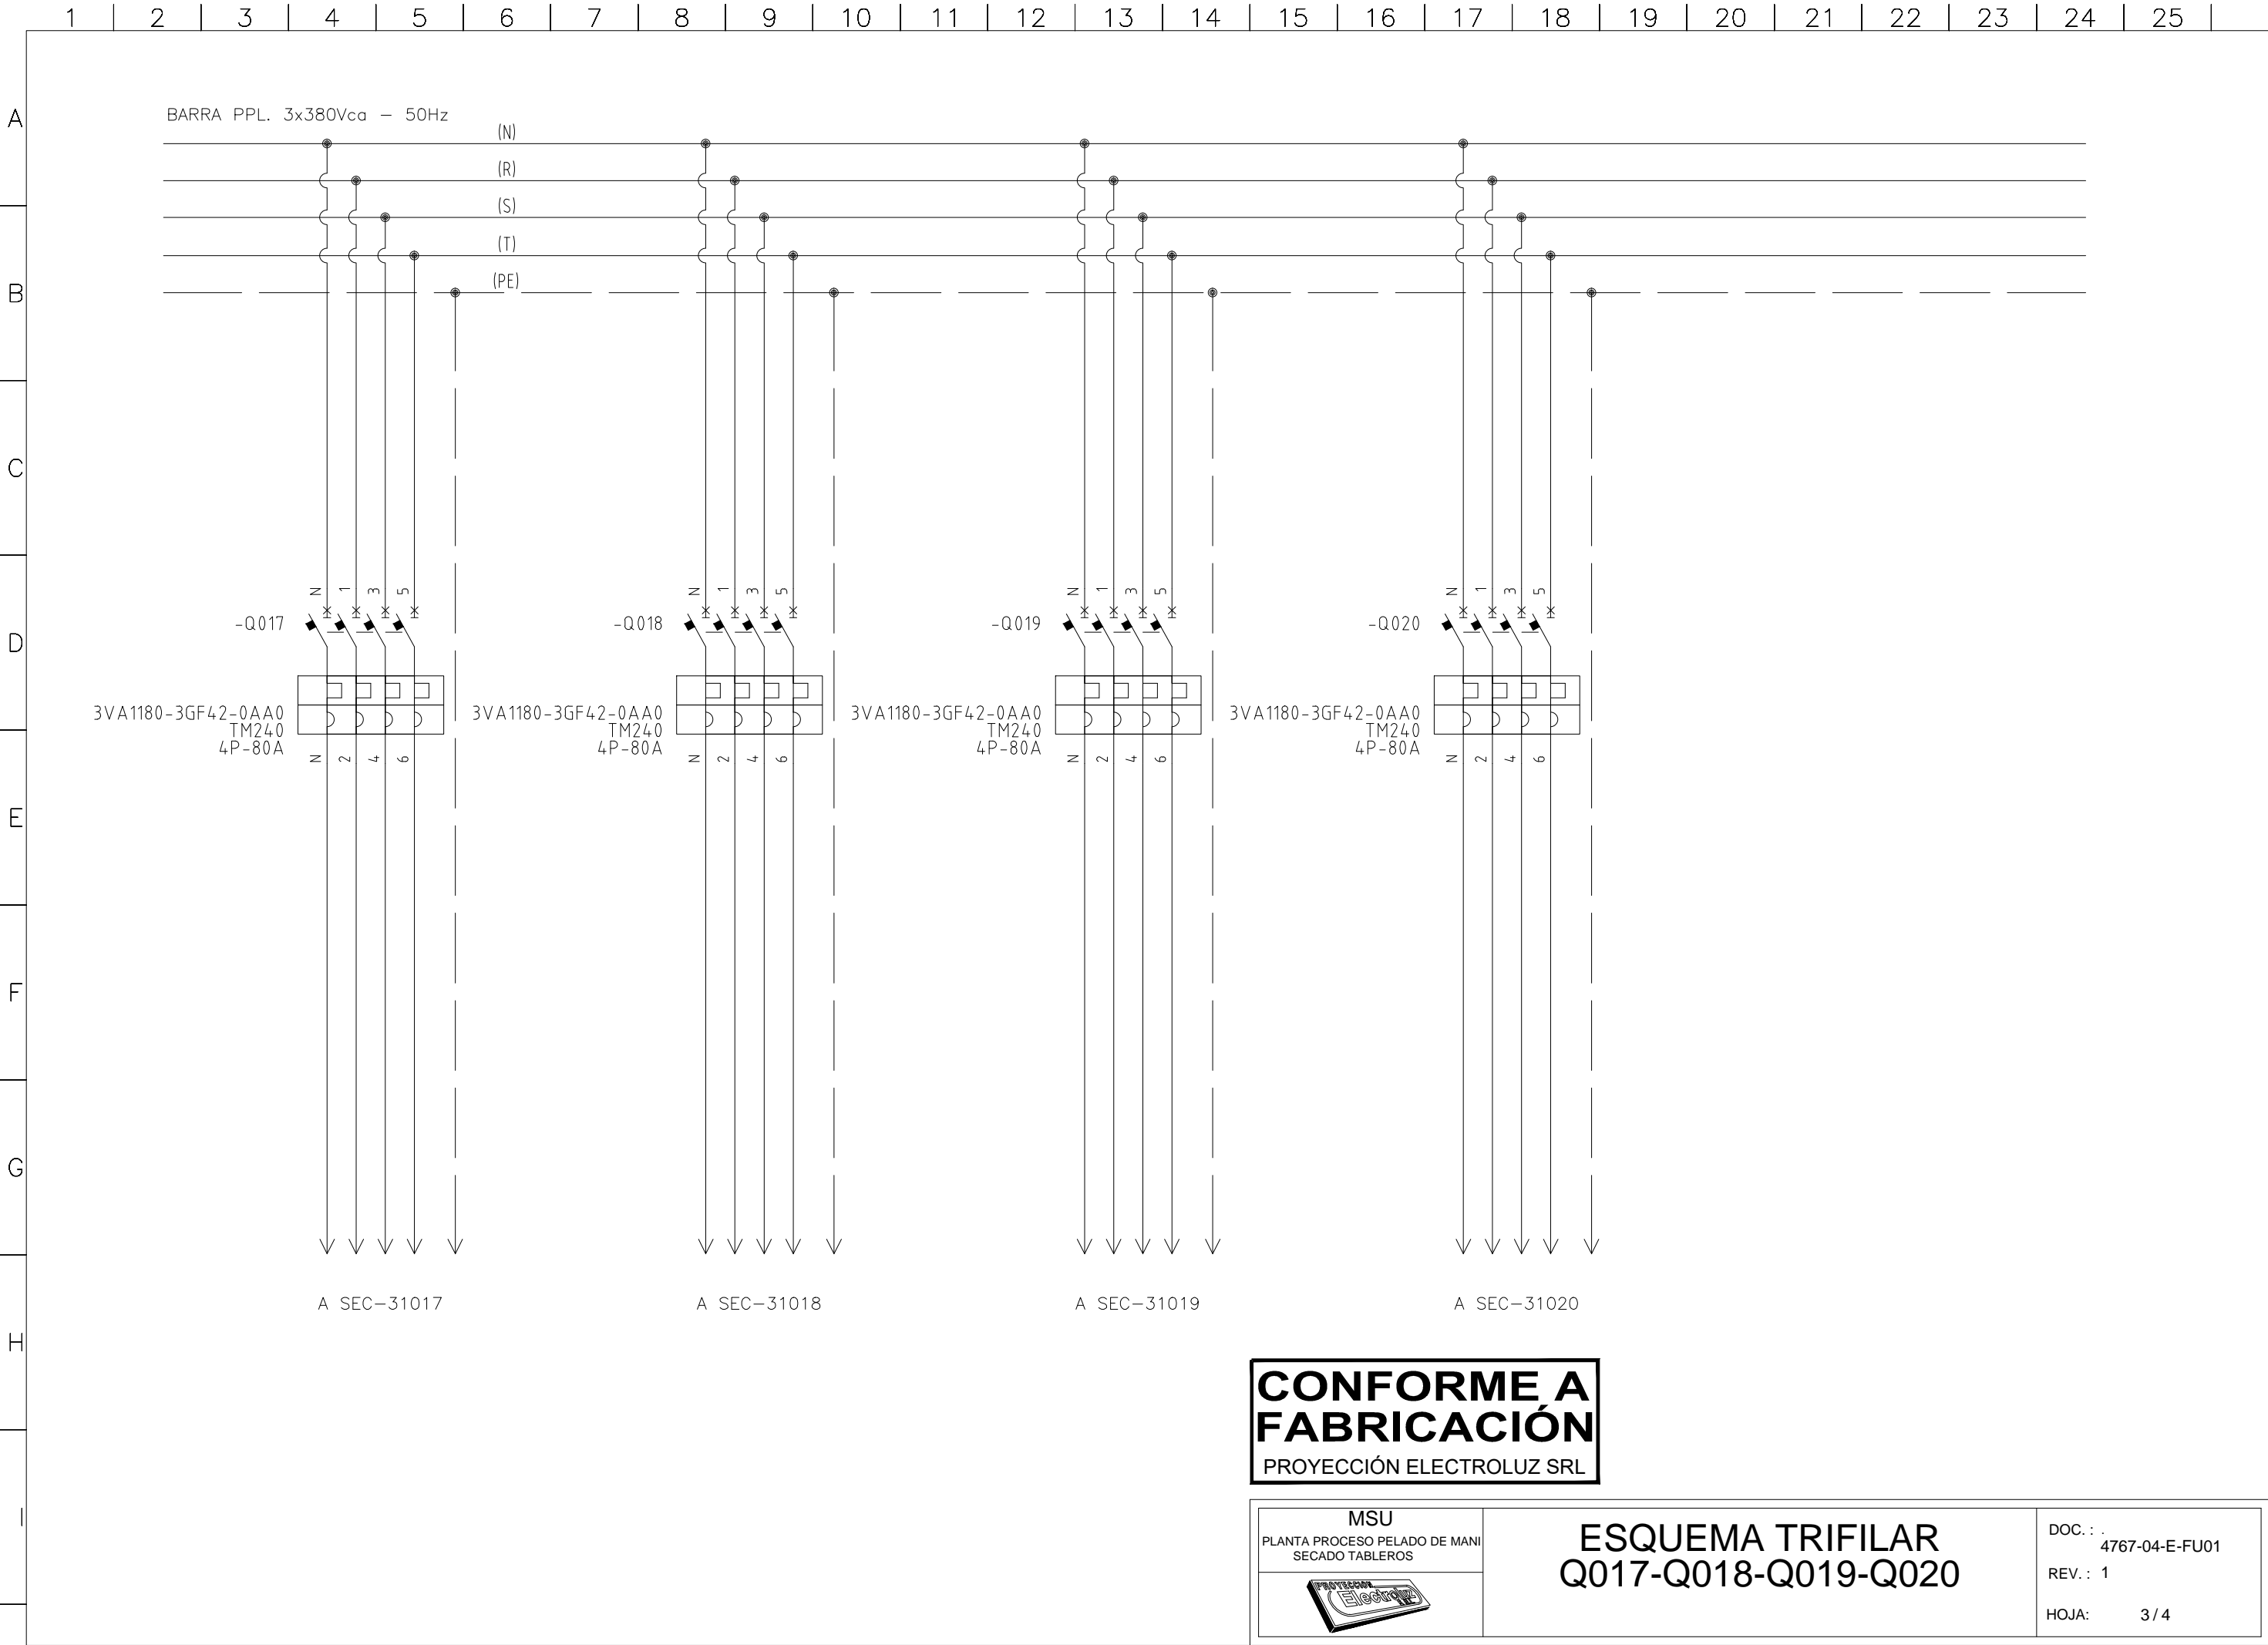 1 2 3 4 5 6 7 8 9 10 11 12 13 14 15 16 17 18 19 20 21 22 23 24 25
A
BARRA PPL. 3x380Vca – 50Hz
(N)
(R)
(S)
(T)
B
(PE)
C
N 1 3 5 N 1 3 5 N 1 3 5 N 1 3 5
-Q017 -Q018 -Q019 -Q020
D
3VA1180-3GF42-0AA0 3VA1180-3GF42-0AA0 3VA1180-3GF42-0AA0 3VA1180-3GF42-0AA0
TM240 TM240 TM240 TM240
4P-80A 4P-80A 4P-80A 4P-80A
N 2 4 6 N 2 4 6 N 2 4 6 N 2 4 6
E
F
G
A SEC–31017 A SEC–31018 A SEC–31019 A SEC–31020
H
CONFORME A
FABRICACIÓN
PROYECCIÓN ELECTROLUZ SRL
I
MSU
PLANTA PROCESO PELADO DE MANI
SECADO TABLEROS
PROYECCION
Electroluz
ESQUEMA TRIFILAR
Q017-Q018-Q019-Q020
DOC. : .
4767-04-E-FU01
REV. : 1
HOJA: 3 / 4